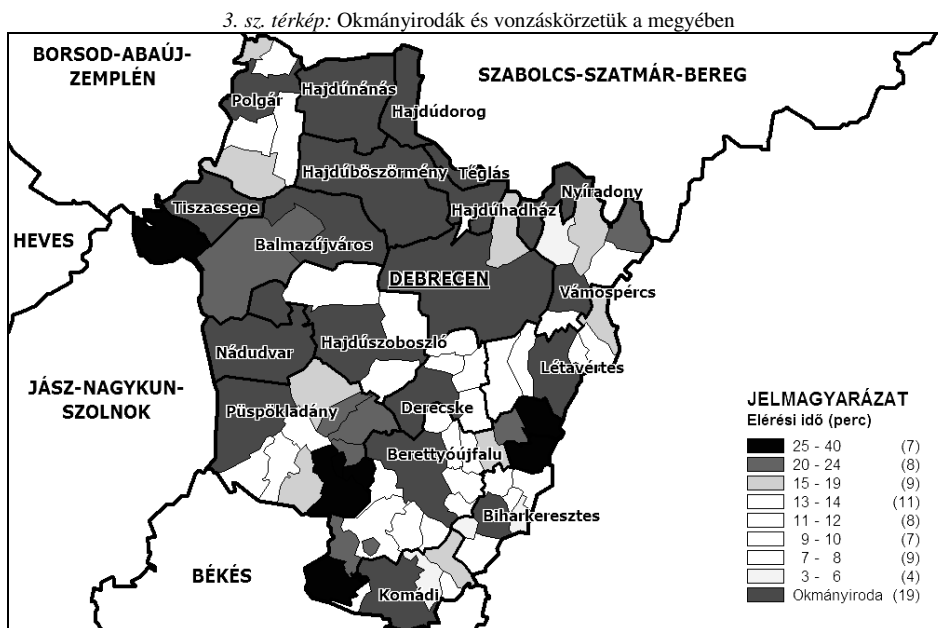 3. sz. térkép: Okmányirodák és vonzáskörzetük a megyében
BORSOD-ABAÚJ-
ZEMPLÉN
SZABOLCS-SZATMÁR-BEREG
Polgár
Hajdúnánás
Hajdúdorog
Hajdúböszörmény
Téglás
Nyíradony
Tiszacsege
Hajdúhadház
HEVES
Balmazújváros
DEBRECEN
Vámospércs
Nádudvar
Hajdúszoboszló
Létavértes
JÁSZ-NAGYKUN-
SZOLNOK
Püspökladány
Derecske
Berettyóújfalu
Biharkeresztes
BÉKÉS
Komádi
JELMAGYARÁZAT
Elérési idő (perc)
25 - 40 (7)
20 - 24 (8)
15 - 19 (9)
13 - 14 (11)
11 - 12 (8)
9 - 10 (7)
7 - 8 (9)
3 - 6 (4)
Okmányiroda (19)